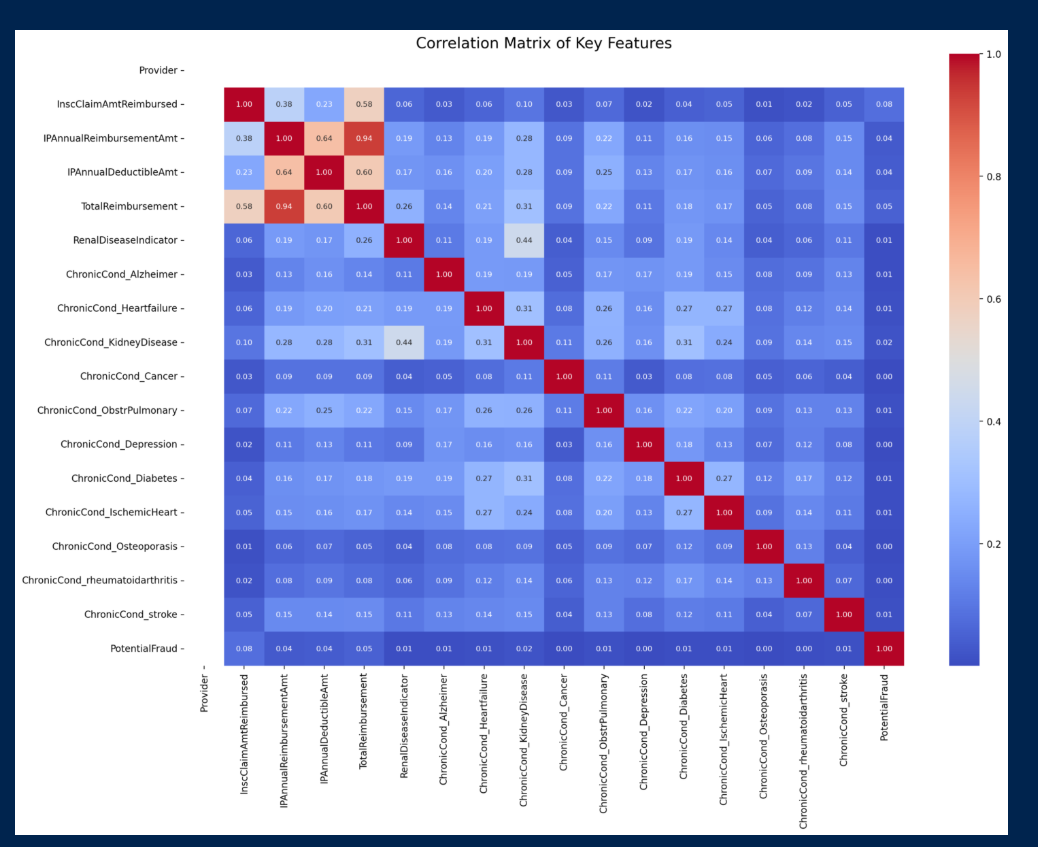 Correlation Matrix of Key Features
Provider
InscClaimAmtReimbursed 1.00 0.38 0.23 0.58 0.06 0.03 0.06 0.10 0.03 0.07 0.02 0.04 0.05 0.01 0.02 0.05 0.08
IPAnnualReimbursementAmt 0.38 1.00 0.64 0.94 0.19 0.13 0.19 0.28 0.09 0.22 0.11 0.16 0.15 0.06 0.08 0.15 0.04
IPAnnualDeductibleAmt 0.23 0.64 1.00 0.60 0.17 0.16 0.20 0.28 0.09 0.25 0.13 0.17 0.16 0.07 0.09 0.14 0.04
TotalReimbursement 0.58 0.94 0.60 1.00 0.26 0.14 0.21 0.31 0.09 0.22 0.11 0.18 0.17 0.05 0.08 0.15 0.05
RenalDiseaseIndicator 0.06 0.19 0.17 0.26 1.00 0.11 0.19 0.44 0.04 0.15 0.09 0.19 0.14 0.04 0.06 0.11 0.01
ChronicCond_Alzheimer 0.03 0.13 0.16 0.14 0.11 1.00 0.19 0.19 0.05 0.17 0.17 0.19 0.15 0.08 0.09 0.13 0.01
ChronicCond_Heartfailure 0.06 0.19 0.20 0.21 0.19 0.19 1.00 0.31 0.08 0.26 0.16 0.27 0.27 0.08 0.12 0.14 0.01
ChronicCond_KidneyDisease 0.10 0.28 0.28 0.31 0.44 0.19 0.31 1.00 0.11 0.26 0.16 0.31 0.24 0.09 0.14 0.15 0.02
ChronicCond_Cancer 0.03 0.09 0.09 0.09 0.04 0.05 0.08 0.11 1.00 0.11 0.03 0.08 0.08 0.05 0.06 0.04 0.00
ChronicCond_ObstrPulmonary 0.07 0.22 0.25 0.22 0.15 0.17 0.26 0.26 0.11 1.00 0.16 0.22 0.20 0.09 0.13 0.13 0.01
ChronicCond_Depression 0.02 0.11 0.13 0.11 0.09 0.17 0.16 0.16 0.03 0.16 1.00 0.18 0.13 0.07 0.12 0.08 0.00
ChronicCond_Diabetes 0.04 0.16 0.17 0.18 0.19 0.19 0.27 0.31 0.08 0.22 0.18 1.00 0.27 0.12 0.17 0.12 0.01
ChronicCond_IschemicHeart 0.05 0.15 0.16 0.17 0.14 0.15 0.27 0.24 0.08 0.20 0.13 0.27 1.00 0.09 0.14 0.11 0.01
ChronicCond_Osteoporasis 0.01 0.06 0.07 0.05 0.04 0.08 0.08 0.09 0.05 0.09 0.07 0.12 0.09 1.00 0.13 0.04 0.00
ChronicCond_rheumatoidarthritis 0.02 0.08 0.09 0.08 0.06 0.09 0.12 0.14 0.06 0.13 0.12 0.17 0.14 0.13 1.00 0.07 0.00
ChronicCond_stroke 0.05 0.15 0.14 0.15 0.11 0.13 0.14 0.15 0.04 0.13 0.08 0.12 0.11 0.04 0.07 1.00 0.01
PotentialFraud 0.08 0.04 0.04 0.05 0.01 0.01 0.01 0.02 0.00 0.01 0.00 0.01 0.01 0.00 0.00 0.01 1.00
Provider
InscClaimAmtReimbursed
IPAnnualReimbursementAmt
IPAnnualDeductibleAmt
TotalReimbursement
RenalDiseaseIndicator
ChronicCond_Alzheimer
ChronicCond_Heartfailure
ChronicCond_KidneyDisease
ChronicCond_Cancer
ChronicCond_ObstrPulmonary
ChronicCond_Depression
ChronicCond_Diabetes
ChronicCond_IschemicHeart
ChronicCond_Osteoporasis
ChronicCond_rheumatoidarthritis
ChronicCond_stroke
PotentialFraud
1.0
0.8
0.6
0.4
0.2